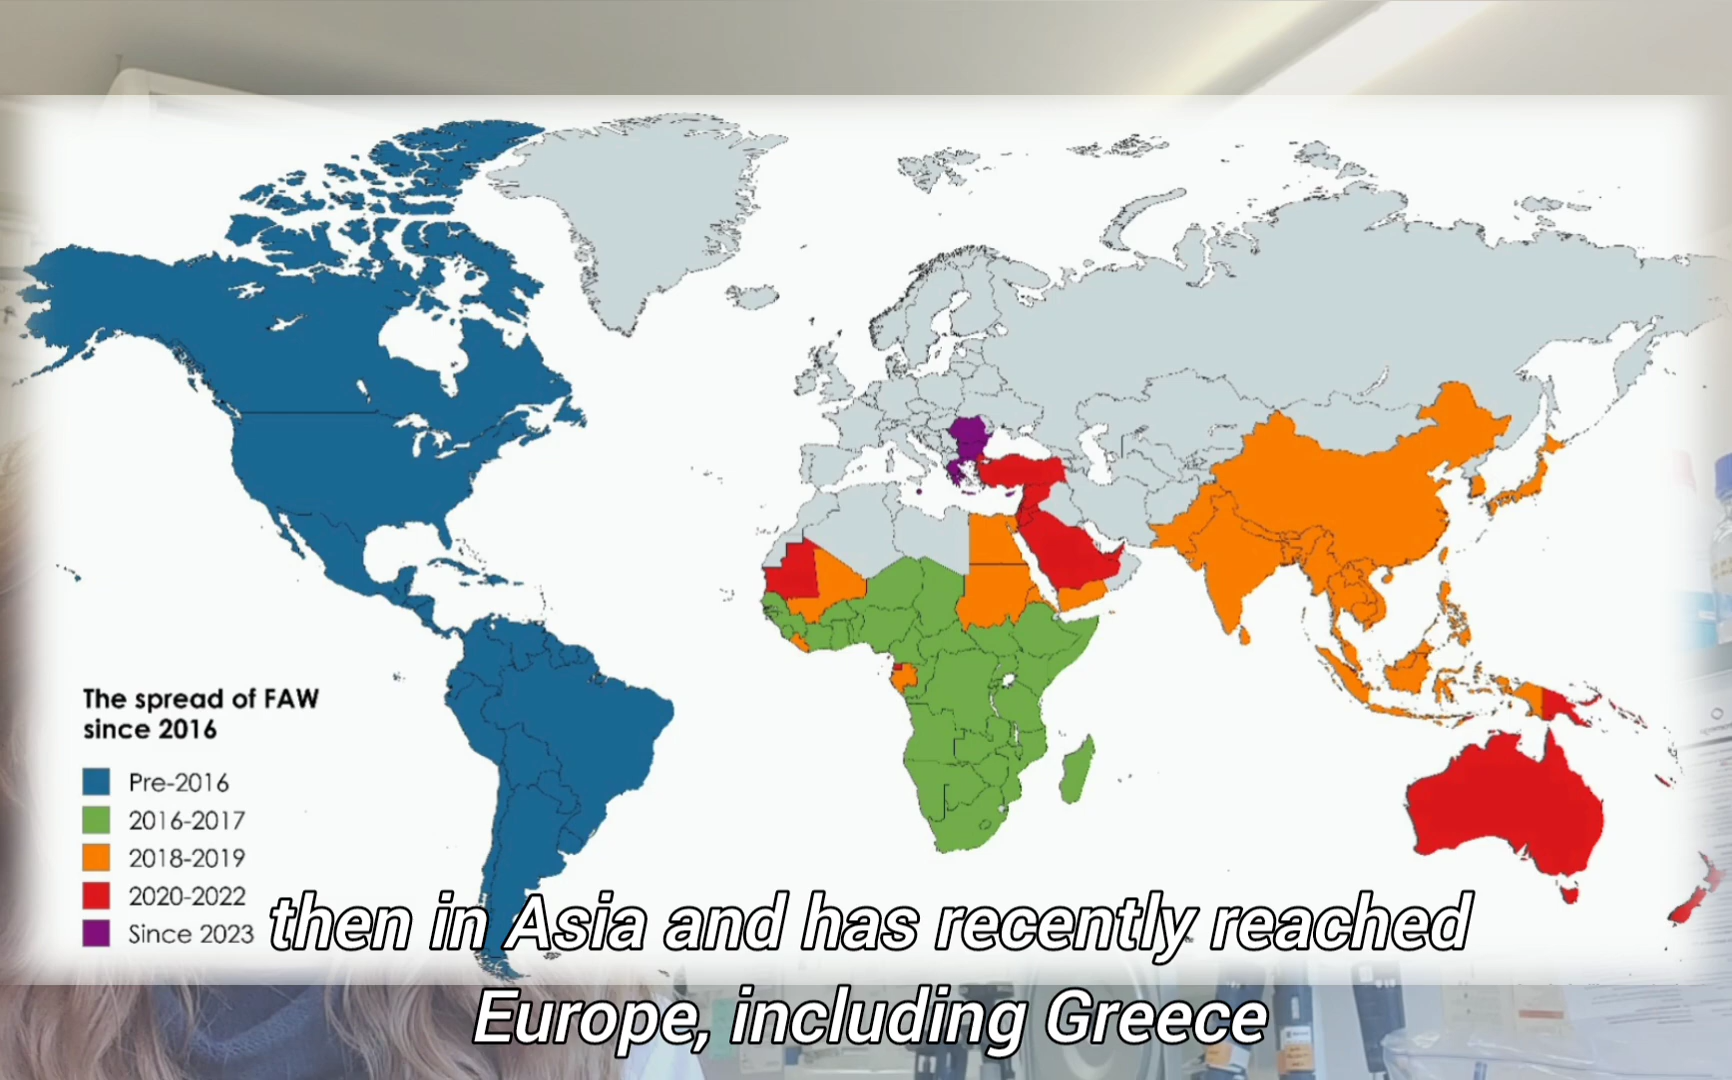 The spread of FAW
since 2016
Pre-2016
2016-2017
2018-2019
2020-2022
Since 2023
then in Asia and has recently reached
Europe, including Greece